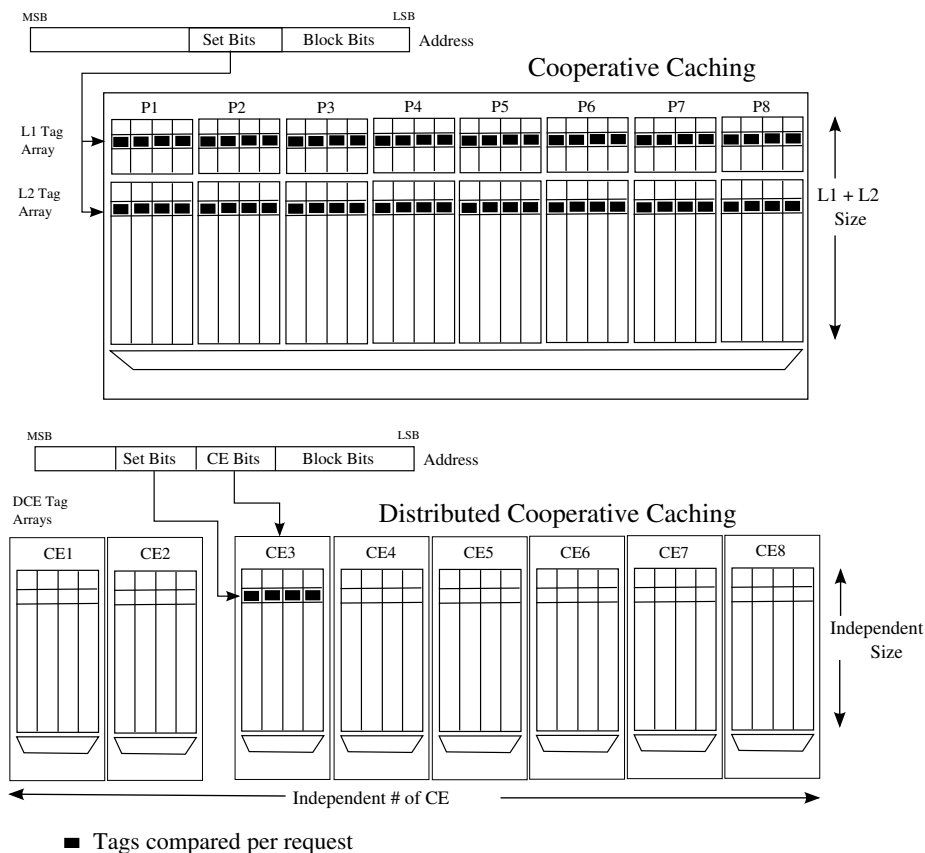 MSB LSB
Set Bits Block Bits Address
Cooperative Caching
P1 P2 P3 P4 P5 P6 P7 P8
L1 Tag
Array
L2 Tag
Array
L1 + L2
Size
MSB LSB
Set Bits CE Bits Block Bits Address
DCE Tag
Arrays
Distributed Cooperative Caching
CE1 CE2 CE3 CE4 CE5 CE6 CE7 CE8
Independent
Size
Independent # of CE
Tags compared per request